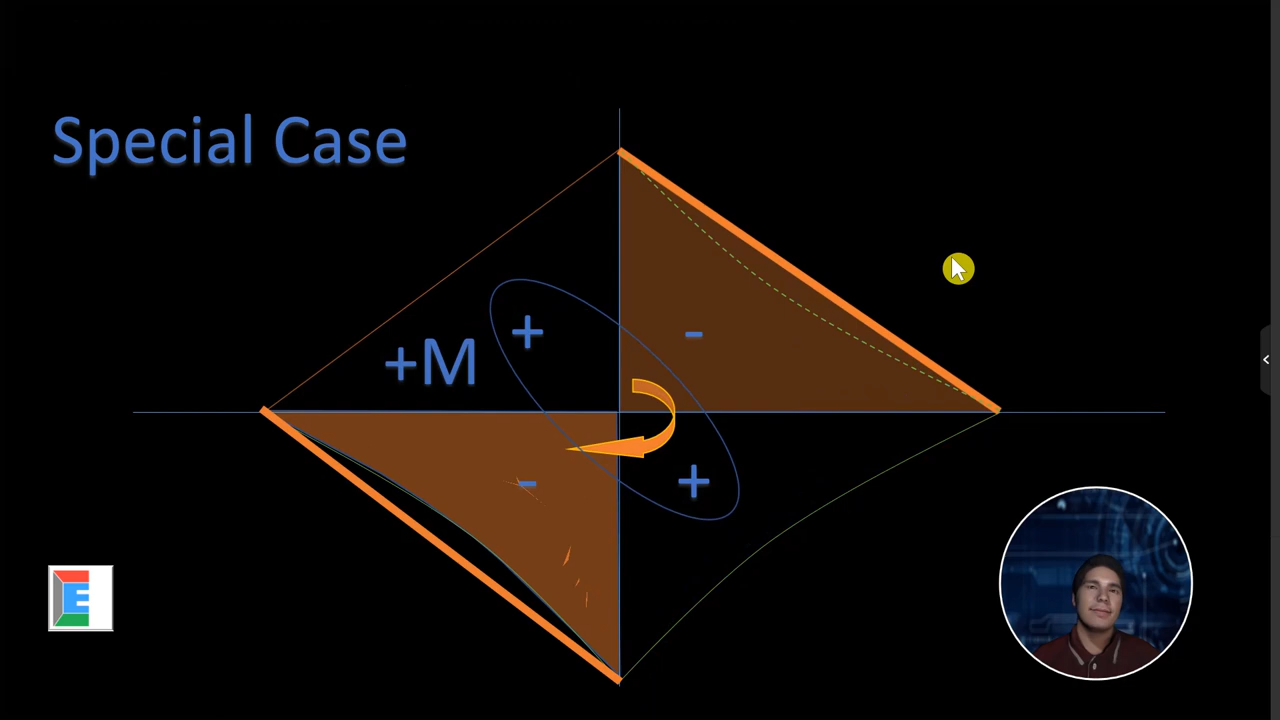 Special Case
+ -
+M
- +
E